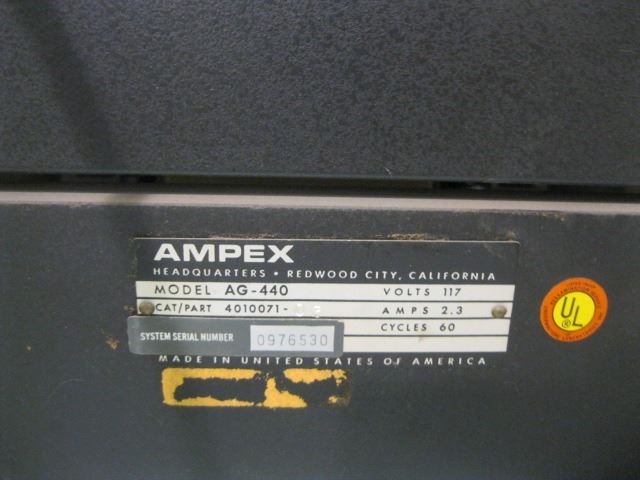 AMPEX
HEADQUARTERS • REDWOOD CITY, CALIFORNIA
MODEL AG-440 VOLTS 117
CAT/PART 4010071- AMPS 2.3
SYSTEM SERIAL NUMBER 0976530 CYCLES 60
MADE IN UNITED STATES OF AMERICA
UL
®